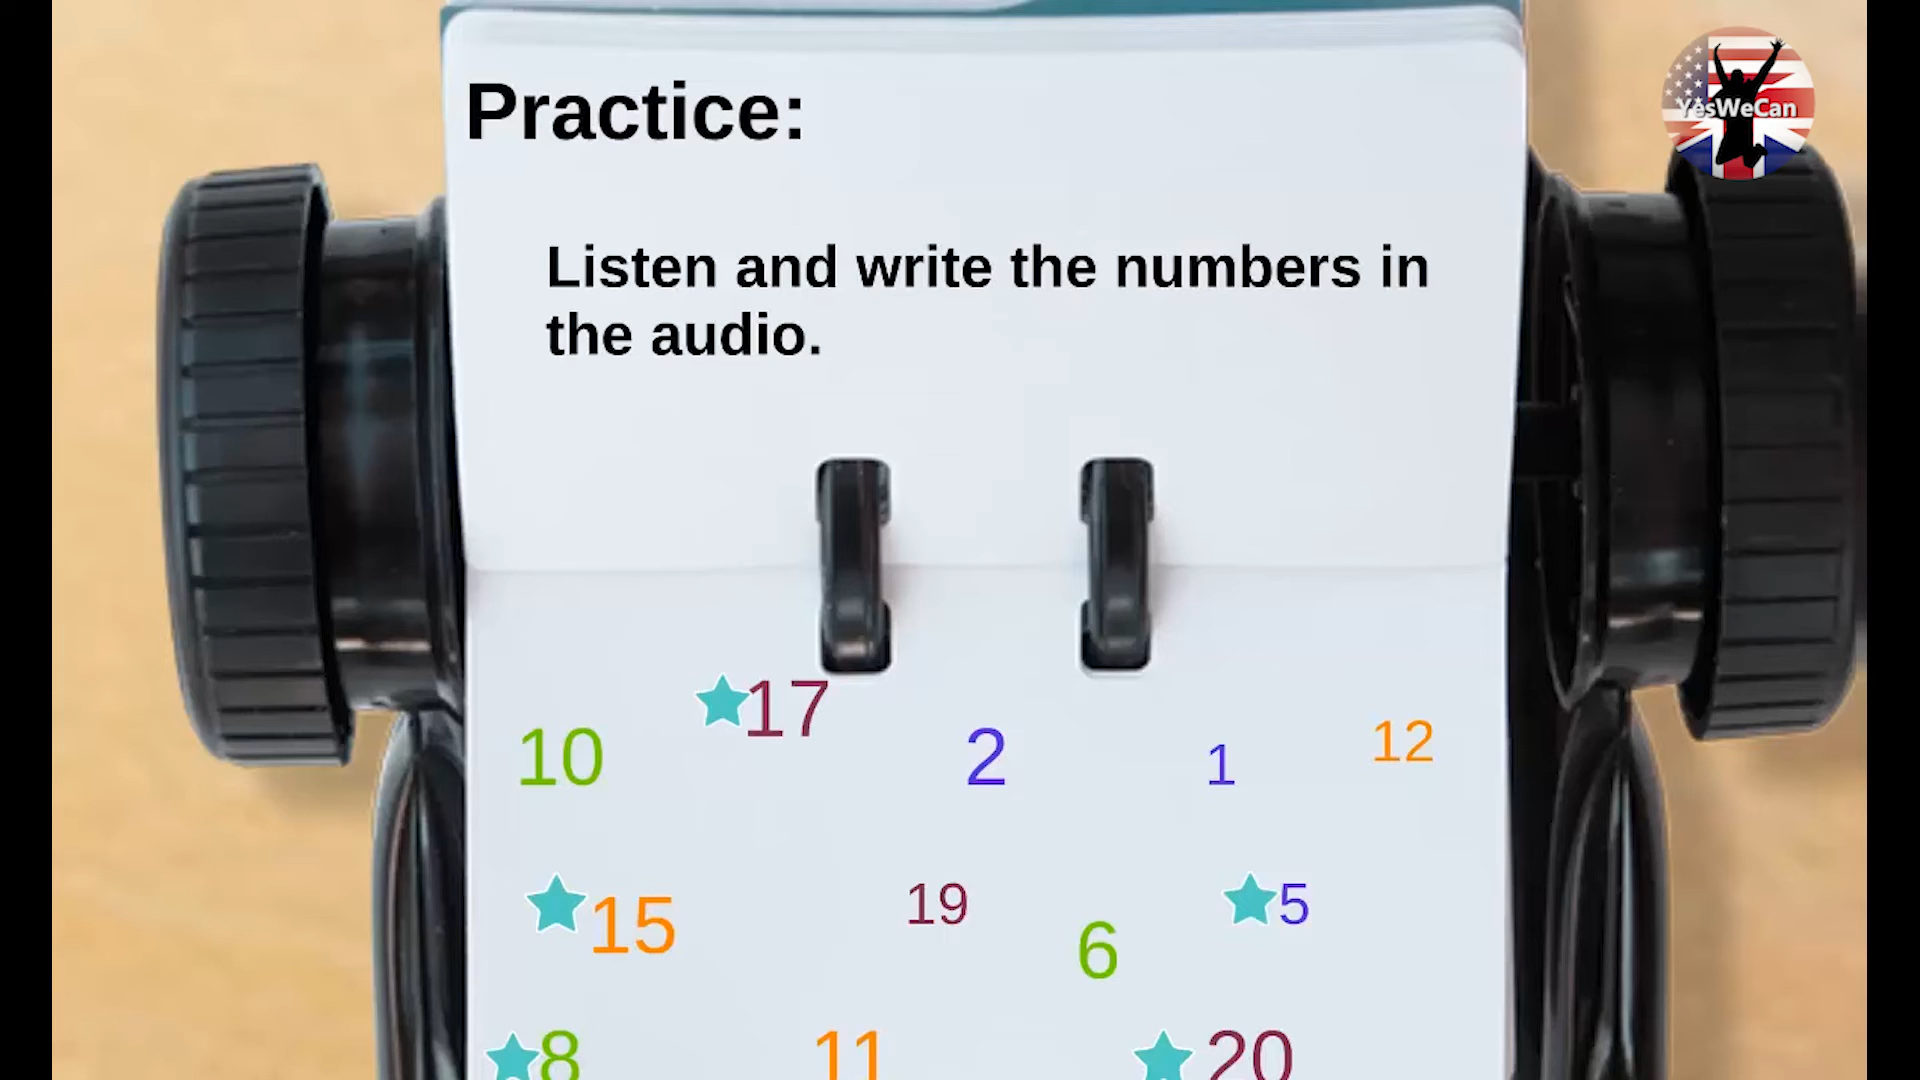 YesWeCan
Practice:
Listen and write the numbers in
the audio.
17
10 2 1 12
15 19 6 5
8 11 20